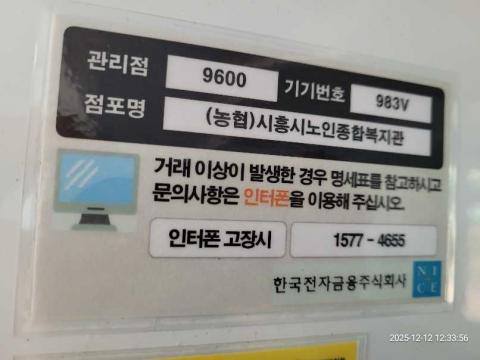 관리점 9600 기기번호 983V
점포명 (농협)시흥시노인종합복지관
거래 이상이 발생한 경우 명세표를 참고하시고
문의사항은 인터폰을 이용해 주십시오.
인터폰 고장시 1577 - 4655
한국전자금융주식회사 NICE
2025-12-12 12:33:56